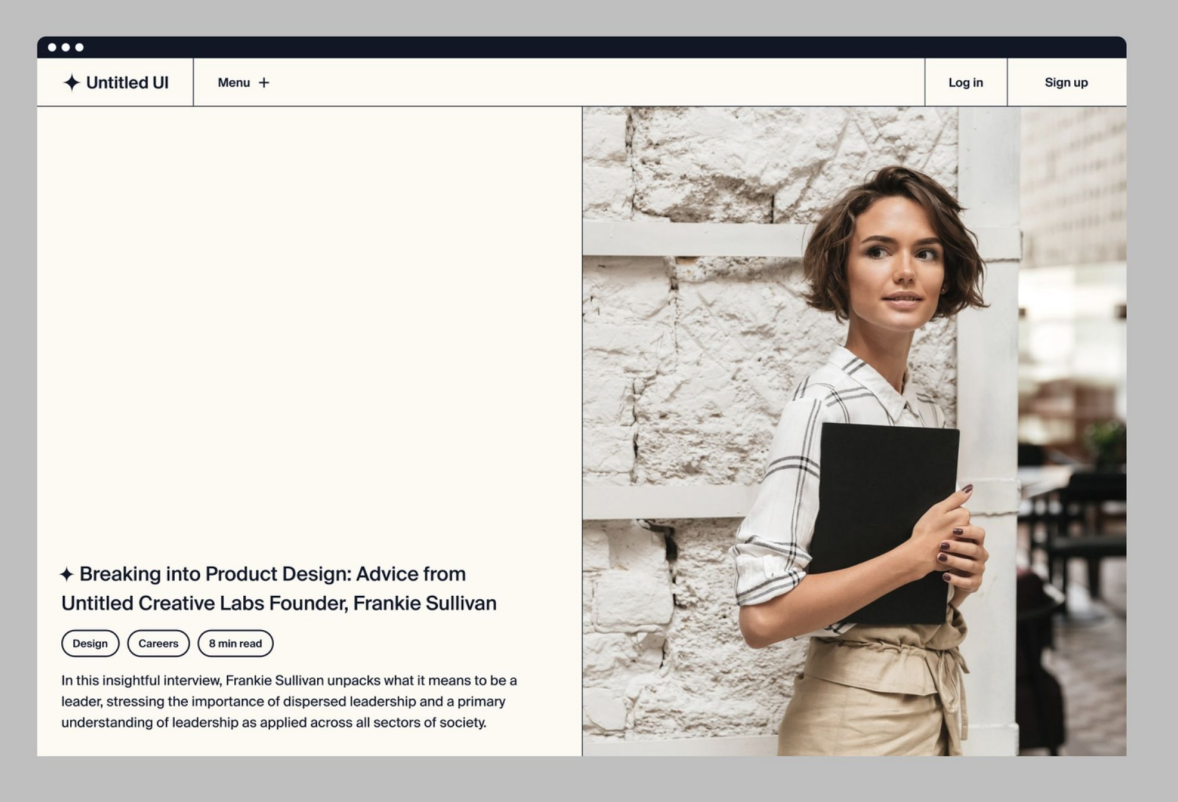 Untitled UI
Menu +
Log in
Sign up
Breaking into Product Design: Advice from
Untitled Creative Labs Founder, Frankie Sullivan
Design
Careers
8 min read
In this insightful interview, Frankie Sullivan unpacks what it means to be a
leader, stressing the importance of dispersed leadership and a primary
understanding of leadership as applied across all sectors of society.